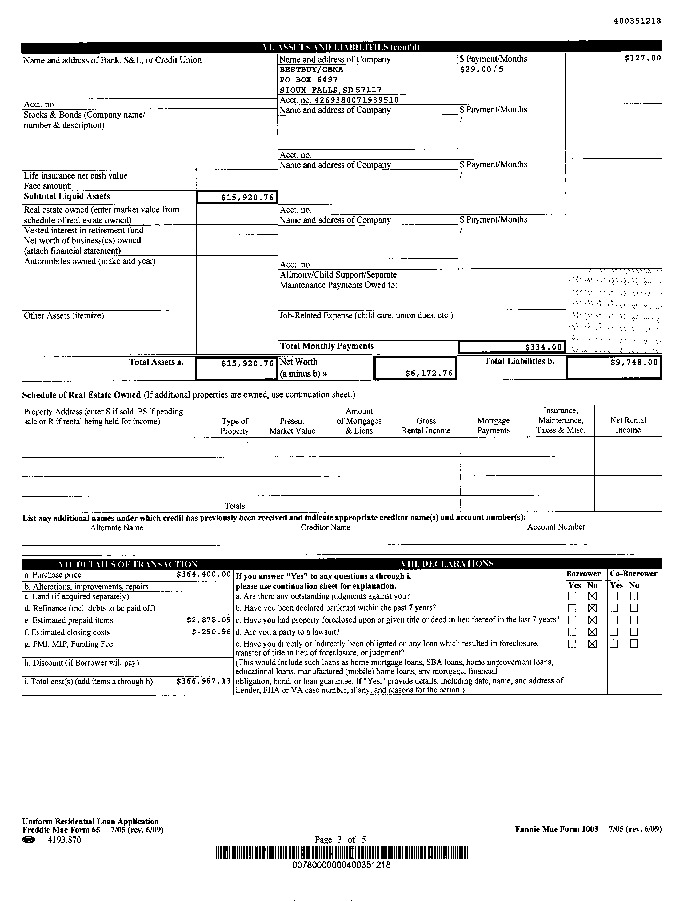 400351218
VI. ASSETS AND LIABILITIES (cont'd)
Name and address of Bank, S&L, or Credit Union
Name and address of Company
$ Payment/Months
$127.00
BESTBUY/CBNA
$29.00/5
PO BOX 6497
SIOUX FALLS, SD 57117
Acct. no.
Acct. no. 4269380071939510
Stocks & Bonds (Company name/
number & description)
Name and address of Company
$ Payment/Months
/
Acct. no.
Name and address of Company
$ Payment/Months
/
Life insurance net cash value
Face amount
Subtotal Liquid Assets
$15,920.76
Real estate owned (enter market value from
schedule of real estate owned)
Acct. no.
Name and address of Company
$ Payment/Months
/
Vested interest in retirement fund
Net worth of business(es) owned
(attach financial statement)
Automobiles owned (make and year)
Acct. no.
Alimony/Child Support/Separate
Maintenance Payments Owed to:
Other Assets (itemize)
Job-Related Expense (child care, union dues, etc.)
Total Monthly Payments
$334.00
Total Assets a.
$15,920.76
Net Worth
(a minus b) =
$6,172.76
Total Liabilities b.
$9,748.00
Schedule of Real Estate Owned (If additional properties are owned, use continuation sheet.)
Property Address (enter S if sold, PS if pending
sale or R if rental being held for income)
Type of
Property
Present
Market Value
Amount
of Mortgages
& Liens
Gross
Rental Income
Mortgage
Payments
Insurance,
Maintenance,
Taxes & Misc.
Net Rental
Income
Totals
List any additional names under which credit has previously been received and indicate appropriate creditor name(s) and account number(s):
Alternate Name
Creditor Name
Account Number
VII. DETAILS OF TRANSACTION
VIII. DECLARATIONS
a. Purchase price
$364,400.00
b. Alterations, improvements, repairs
c. Land (if acquired separately)
d. Refinance (incl. debts to be paid off)
e. Estimated prepaid items
$2,878.09
f. Estimated closing costs
$-250.96
g. PMI, MIP, Funding Fee
h. Discount (if Borrower will pay)
i. Total cost(s) (add items a through h)
$366,967.13
If you answer "Yes" to any questions a through i,
please use continuation sheet for explanation.
Borrower
Co-Borrower
Yes No
Yes No
a. Are there any outstanding judgments against you?
b. Have you been declared bankrupt within the past 7 years?
c. Have you had property foreclosed upon or given title or deed in lieu thereof in the last 7 years?
d. Are you a party to a lawsuit?
e. Have you directly or indirectly been obligated on any loan which resulted in foreclosure,
transfer of title in lieu of foreclosure, or judgment?
(This would include such loans as home mortgage loans, SBA loans, home improvement loans,
educational loans, manufactured (mobile) home loans, any mortgage, financial
obligation, bond, or loan guarantee. If "Yes," provide details, including date, name, and address of
Lender, FHA or VA case number, if any, and reasons for the action.)
Uniform Residential Loan Application
Freddie Mac Form 65 7/05 (rev. 6/09)
4193.870
Page 3 of 5
Fannie Mae Form 1003 7/05 (rev. 6/09)